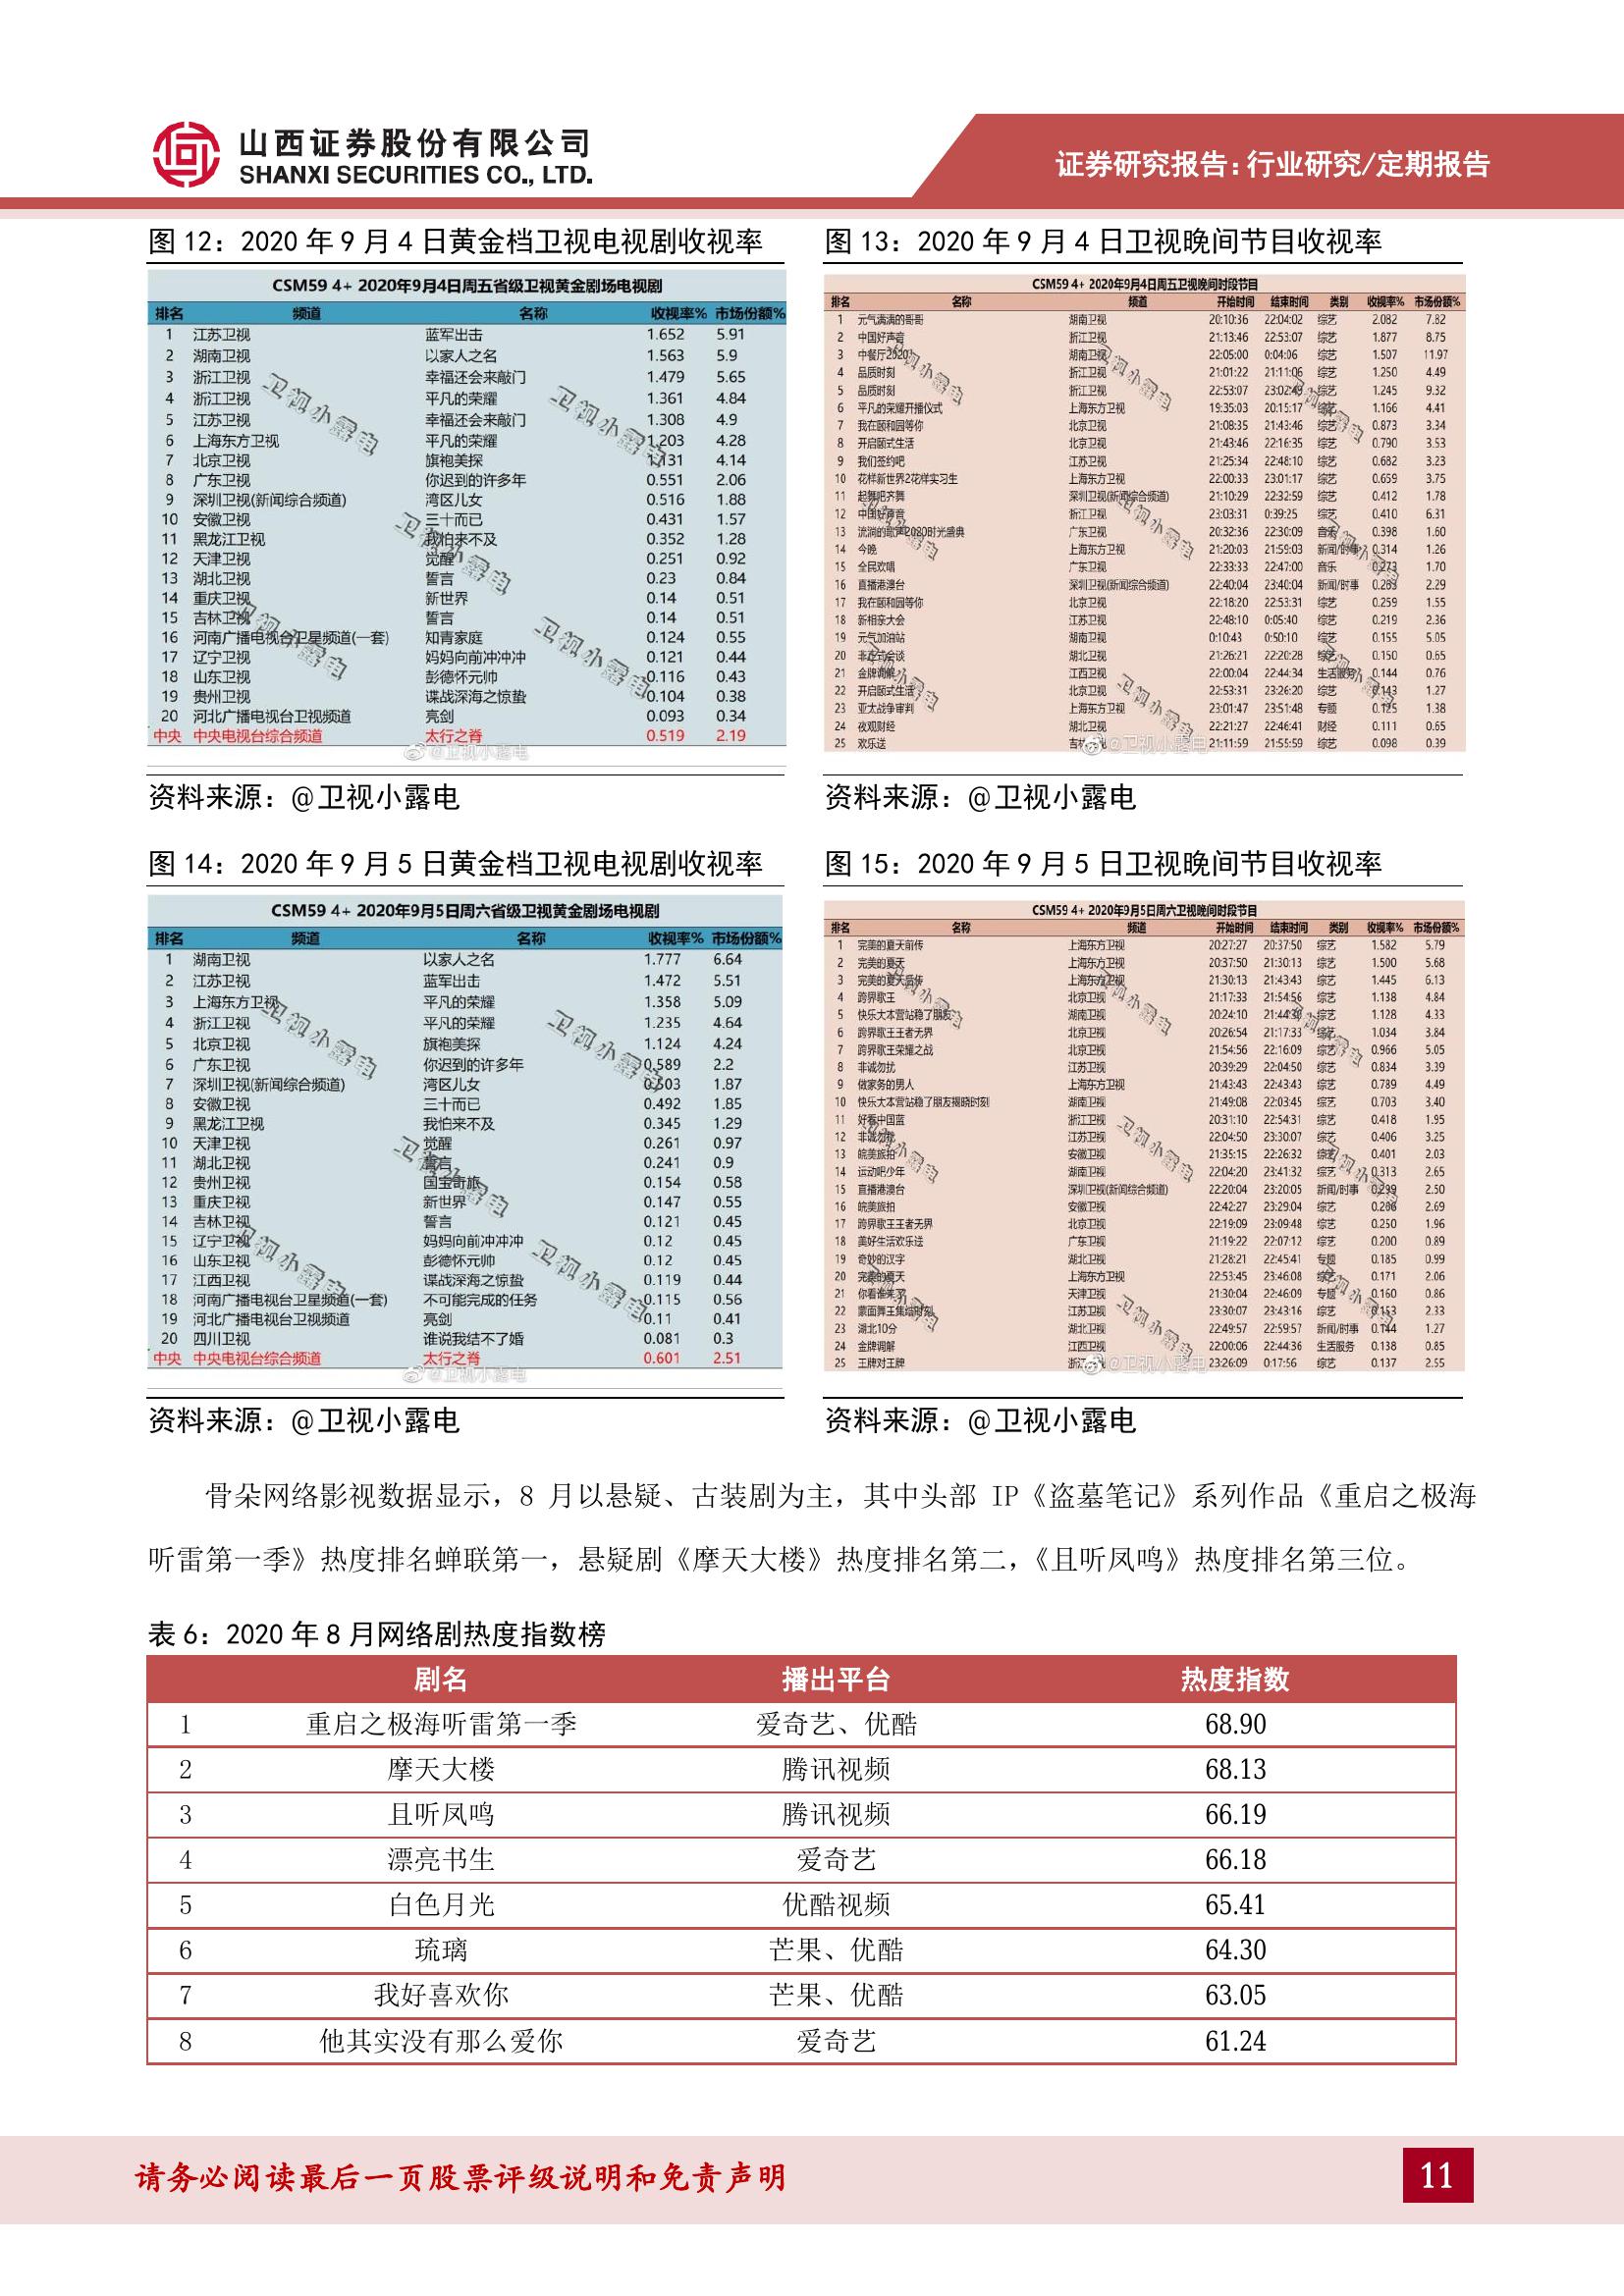 山西证券股份有限公司
SHANXI SECURITIES CO., LTD.
证券研究报告:行业研究/定期报告
图 12：2020 年 9 月 4 日黄金档卫视电视剧收视率
CSM59 4+ 2020年9月4日周五省级卫视黄金剧场电视剧
排名 频道 名称 收视率% 市场份额%
1 江苏卫视 蓝军出击 1.652 5.91
2 湖南卫视 以家人之名 1.563 5.9
3 浙江卫视 幸福还会来敲门 1.479 5.65
4 浙江卫视 平凡的荣耀 1.361 4.84
5 江苏卫视 幸福还会来敲门 1.308 4.9
6 上海东方卫视 平凡的荣耀 1.203 4.28
7 北京卫视 旗袍美探 1.131 4.14
8 广东卫视 你迟到的许多年 0.551 2.06
9 深圳卫视(新闻综合频道) 湾区儿女 0.516 1.88
10 安徽卫视 三十而已 0.431 1.57
11 黑龙江卫视 我怕来不及 0.352 1.28
12 天津卫视 觉醒 0.251 0.92
13 湖北卫视 誓言 0.23 0.84
14 重庆卫视 新世界 0.14 0.51
15 吉林卫视 誓言 0.14 0.51
16 河南广播电视台卫星频道(一套) 知青家庭 0.124 0.55
17 辽宁卫视 妈妈向前冲冲冲 0.121 0.44
18 山东卫视 彭德怀元帅 0.116 0.43
19 贵州卫视 谍战深海之惊蛰 0.104 0.38
20 河北广播电视台卫视频道 亮剑 0.093 0.34
中央 中央电视台综合频道 太行之脊 0.519 2.19
@卫视小露电
资料来源：@卫视小露电
图 13：2020 年 9 月 4 日卫视晚间节目收视率
CSM59 4+ 2020年9月4日周五卫视晚间时段节目
排名 名称 频道 开始时间 结束时间 类别 收视率% 市场份额%
1 元气满满的哥哥 湖南卫视 20:10:36 22:04:02 综艺 2.082 7.82
2 中国好声音 浙江卫视 21:13:46 22:53:07 综艺 1.877 8.75
3 中餐厅2020 湖南卫视 22:05:00 0:04:06 综艺 1.507 11.97
4 品质时刻 浙江卫视 21:01:22 21:11:06 综艺 1.250 4.49
5 品质时刻 浙江卫视 22:53:07 23:02:49 综艺 1.245 9.32
6 平凡的荣耀开播仪式 上海东方卫视 19:35:03 20:15:17 综艺 1.166 4.41
7 我在颐和园等你 北京卫视 21:08:35 21:43:46 综艺 0.873 3.34
8 开启颐式生活 北京卫视 21:43:46 22:16:35 综艺 0.790 3.53
9 我们签约吧 江苏卫视 21:25:34 22:48:10 综艺 0.682 3.23
10 花样新世界2花样实习生 上海东方卫视 22:00:33 23:01:17 综艺 0.659 3.75
11 起舞吧齐舞 深圳卫视(新闻综合频道) 21:10:29 22:32:59 综艺 0.412 1.78
12 中国好声音 浙江卫视 23:03:31 0:39:25 综艺 0.410 6.31
13 流淌的歌声2020时光盛典 广东卫视 20:32:36 22:30:09 音乐 0.398 1.60
14 今晚 上海东方卫视 21:20:03 21:59:03 新闻/时事 0.314 1.26
15 全民欢唱 广东卫视 22:33:33 22:47:00 音乐 0.273 1.70
16 直播港澳台 深圳卫视(新闻综合频道) 22:40:04 23:40:04 新闻/时事 2.29
17 我在颐和园等你 北京卫视 22:18:20 22:53:31 综艺 0.259 1.55
18 新相亲大会 江苏卫视 22:48:10 0:05:40 综艺 0.219 2.36
19 元气加油站 湖南卫视 0:10:43 0:50:10 综艺 0.155 5.05
20 非正式会谈 湖北卫视 21:26:21 22:20:28 综艺 0.150 0.65
21 金牌调解 江西卫视 22:00:04 22:44:34 生活服务 0.144 0.76
22 开启颐式生活 北京卫视 22:53:31 23:26:20 综艺 0.143 1.27
23 亚太战争审判 上海东方卫视 23:01:47 23:51:48 专题 0.125 1.38
24 夜观财经 湖北卫视 22:21:27 22:46:41 财经 0.111 0.65
25 欢乐送 吉林卫视 21:11:59 21:55:59 综艺 0.098 0.39
@卫视小露电
资料来源：@卫视小露电
图 14：2020 年 9 月 5 日黄金档卫视电视剧收视率
CSM59 4+ 2020年9月5日周六省级卫视黄金剧场电视剧
排名 频道 名称 收视率% 市场份额%
1 湖南卫视 以家人之名 1.777 6.64
2 江苏卫视 蓝军出击 1.472 5.51
3 上海东方卫视 平凡的荣耀 1.358 5.09
4 浙江卫视 平凡的荣耀 1.235 4.64
5 北京卫视 旗袍美探 1.124 4.24
6 广东卫视 你迟到的许多年 0.589 2.2
7 深圳卫视(新闻综合频道) 湾区儿女 0.503 1.87
8 安徽卫视 三十而已 0.492 1.85
9 黑龙江卫视 我怕来不及 0.345 1.29
10 天津卫视 觉醒 0.261 0.97
11 湖北卫视 誓言 0.241 0.9
12 贵州卫视 国宝奇旅 0.154 0.58
13 重庆卫视 新世界 0.147 0.55
14 吉林卫视 誓言 0.121 0.45
15 辽宁卫视 妈妈向前冲冲冲 0.12 0.45
16 山东卫视 彭德怀元帅 0.12 0.45
17 江西卫视 谍战深海之惊蛰 0.119 0.44
18 河南广播电视台卫星频道(一套) 不可能完成的任务 0.115 0.56
19 河北广播电视台卫视频道 亮剑 0.11 0.41
20 四川卫视 谁说我结不了婚 0.081 0.3
中央 中央电视台综合频道 太行之脊 0.601 2.51
@卫视小露电
资料来源：@卫视小露电
图 15：2020 年 9 月 5 日卫视晚间节目收视率
CSM59 4+ 2020年9月5日周六卫视晚间时段节目
排名 名称 频道 开始时间 结束时间 类别 收视率% 市场份额%
1 完美的夏天前传 上海东方卫视 20:27:27 20:37:50 综艺 1.582 5.79
2 完美的夏天 上海东方卫视 20:37:50 21:30:13 综艺 1.500 5.68
3 完美的夏天后传 上海东方卫视 21:30:13 21:43:43 综艺 1.445 6.13
4 跨界歌王 北京卫视 21:17:33 21:54:56 综艺 1.138 4.84
5 快乐大本营站稳了朋友 湖南卫视 20:24:10 综艺 1.128 4.33
6 跨界歌王王者无界 北京卫视 20:26:54 21:17:33 综艺 1.034 3.84
7 跨界歌王荣耀之战 北京卫视 21:54:56 22:16:09 综艺 0.966 5.05
8 非诚勿扰 江苏卫视 20:39:29 22:04:50 综艺 0.834 3.39
9 做家务的男人 上海东方卫视 21:43:43 22:43:43 综艺 0.789 4.49
10 快乐大本营站稳了朋友揭晓时刻 湖南卫视 21:49:08 22:03:45 综艺 0.703 3.40
11 好看中国蓝 浙江卫视 20:31:10 22:54:31 综艺 0.418 1.95
12 非诚勿扰 江苏卫视 22:04:50 23:30:07 综艺 0.406 3.25
13 皖美旅拍 安徽卫视 21:35:15 22:26:32 综艺 0.401 2.03
14 运动吧少年 湖南卫视 22:04:20 23:41:32 综艺 0.313 2.65
15 直播港澳台 深圳卫视(新闻综合频道) 22:20:04 23:20:05 新闻/时事 2.50
16 皖美旅拍 安徽卫视 22:42:27 23:29:04 综艺 2.69
17 跨界歌王王者无界 北京卫视 22:19:09 23:09:48 综艺 0.250 1.96
18 美好生活欢乐送 广东卫视 21:19:22 22:07:12 综艺 0.200 0.89
19 奇妙的汉字 湖北卫视 21:28:21 22:45:41 专题 0.185 0.99
20 完美的夏天 上海东方卫视 22:53:45 23:46:08 综艺 0.171 2.06
21 你看谁来了 天津卫视 21:30:04 22:46:09 专题 0.160 0.86
22 蒙面舞王集结时刻 江苏卫视 23:30:07 23:43:16 综艺 0.153 2.33
23 湖北10分 湖北卫视 22:49:57 22:59:57 新闻/时事 0.144 1.27
24 金牌调解 江西卫视 22:00:06 22:44:36 生活服务 0.138 0.85
25 王牌对王牌 浙江卫视 23:26:09 0:17:56 综艺 0.137 2.55
@卫视小露电
资料来源：@卫视小露电
骨朵网络影视数据显示，8 月以悬疑、古装剧为主，其中头部 IP《盗墓笔记》系列作品《重启之极海
听雷第一季》热度排名蝉联第一，悬疑剧《摩天大楼》热度排名第二，《且听凤鸣》热度排名第三位。
表 6：2020 年 8 月网络剧热度指数榜
剧名 播出平台 热度指数
1 重启之极海听雷第一季 爱奇艺、优酷 68.90
2 摩天大楼 腾讯视频 68.13
3 且听凤鸣 腾讯视频 66.19
4 漂亮书生 爱奇艺 66.18
5 白色月光 优酷视频 65.41
6 琉璃 芒果、优酷 64.30
7 我好喜欢你 芒果、优酷 63.05
8 他其实没有那么爱你 爱奇艺 61.24
请务必阅读最后一页股票评级说明和免责声明
11